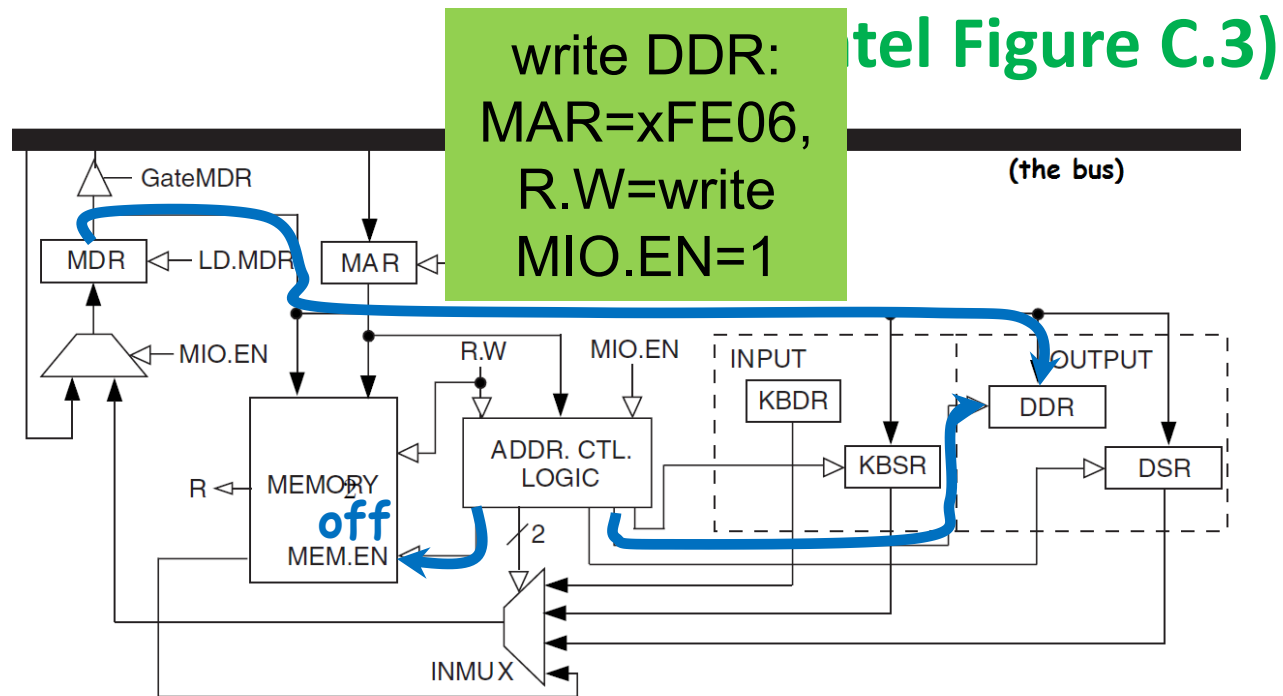 write DDR:
MAR=xFE06,
R.W=write
MIO.EN=1
tel Figure C.3)
(the bus)
GateMDR
MDR
LD.MDR
MAR
MIO.EN
R.W
MIO.EN
INPUT
OUTPUT
KBDR
DDR
ADDR. CTL.
LOGIC
KBSR
DSR
R
MEMORY
2
off
MEM.EN
2
INMUX